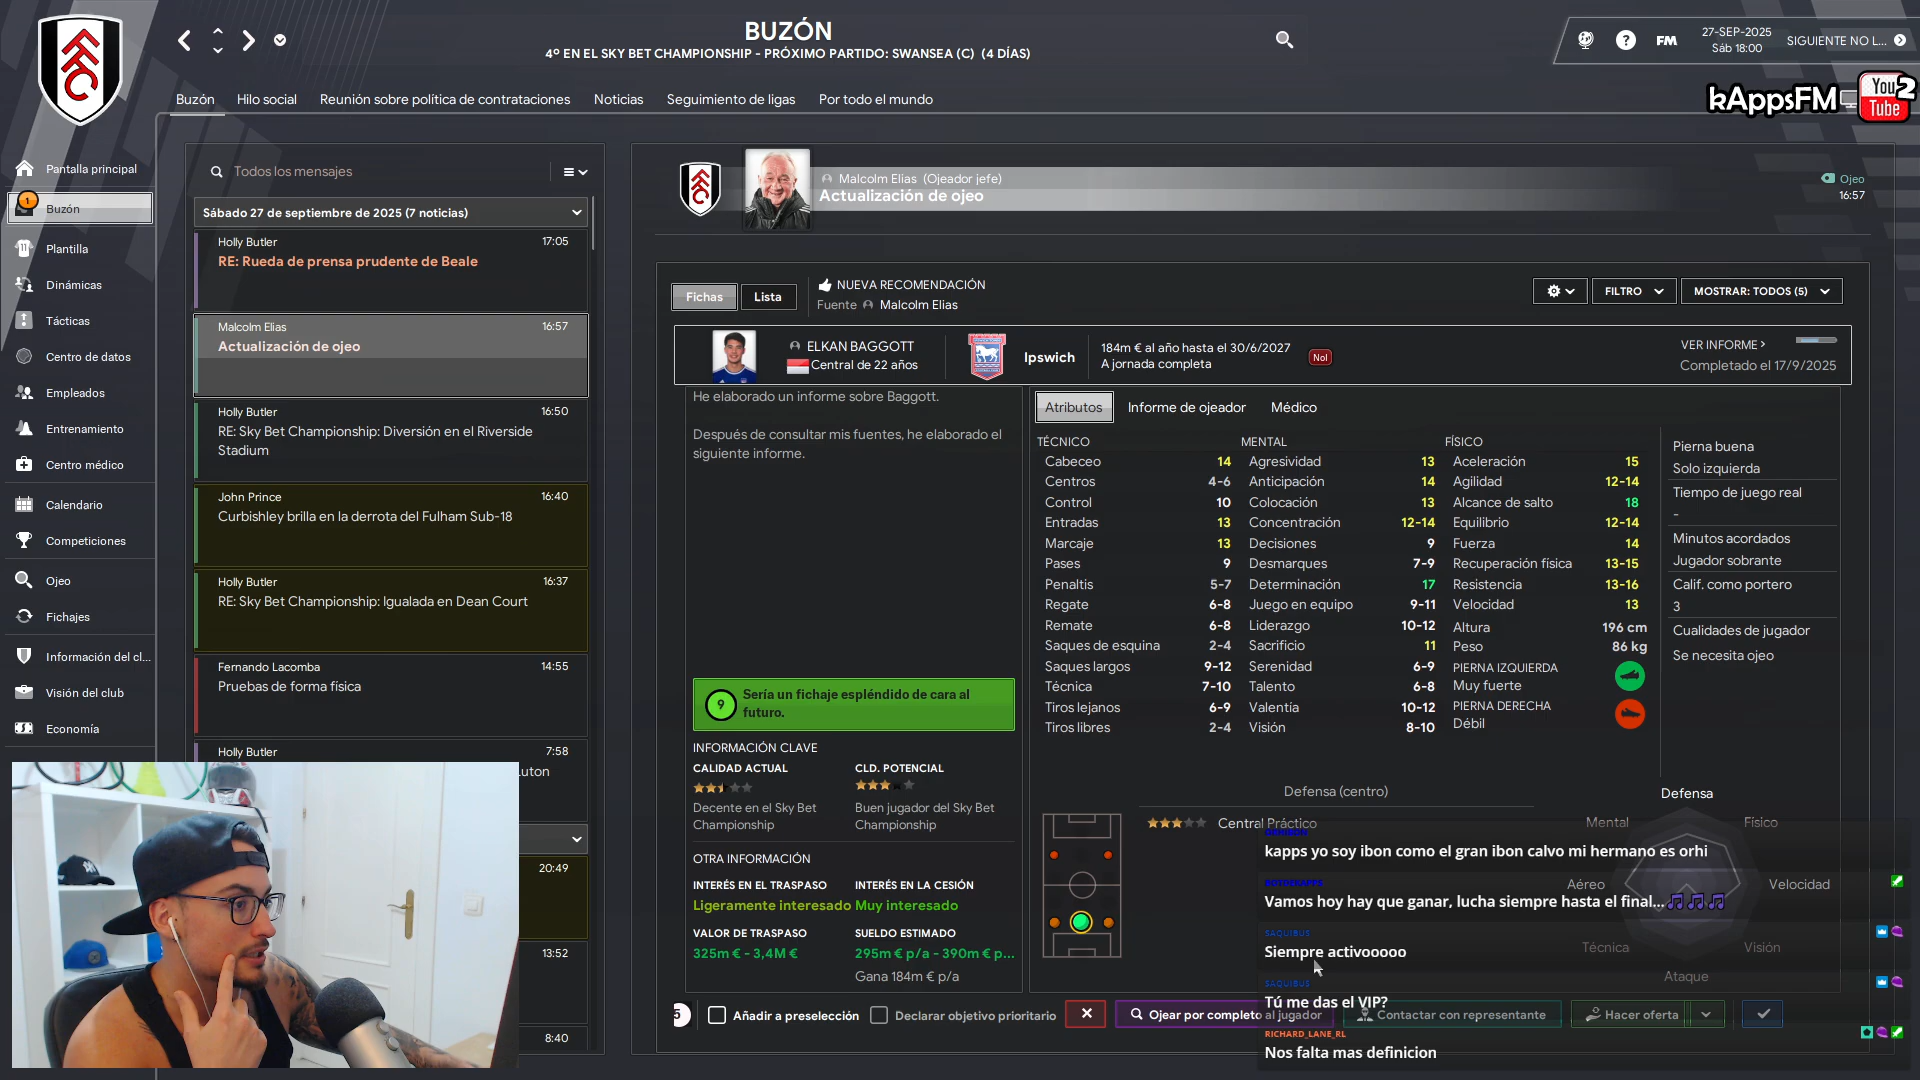 BUZÓN
4º EN EL SKY BET CHAMPIONSHIP - PRÓXIMO PARTIDO: SWANSEA (C) (4 DÍAS)
FM
27-SEP-2025
Sáb 18:00
SIGUIENTE NO L...
kAppsFM
You2
Tube
Buzón
Hilo social
Reunión sobre política de contrataciones
Noticias
Seguimiento de ligas
Por todo el mundo
Pantalla principal
1
Buzón
Plantilla
Dinámicas
Tácticas
Centro de datos
Empleados
Entrenamiento
Centro médico
Calendario
Competiciones
Ojeo
Fichajes
Información del cl...
Visión del club
Economía
Todos los mensajes
Sábado 27 de septiembre de 2025 (7 noticias)
Holly Butler 17:05
RE: Rueda de prensa prudente de Beale
Malcolm Elias 16:57
Actualización de ojeo
Holly Butler 16:50
RE: Sky Bet Championship: Diversión en el Riverside
Stadium
John Prince 16:40
Curbishley brilla en la derrota del Fulham Sub-18
Holly Butler 16:37
RE: Sky Bet Championship: Igualada en Dean Court
Fernando Lacomba 14:55
Pruebas de forma física
Holly Butler 7:58
Luton
20:49
13:52
8:40
Malcolm Elias (Ojeador jefe)
Actualización de ojeo
Ojeo
16:57
Fichas
Lista
NUEVA RECOMENDACIÓN
Fuente Malcolm Elias
FILTRO
MOSTRAR: TODOS (5)
ELKAN BAGGOTT
Central de 22 años
Ipswich
184m € al año hasta el 30/6/2027
A jornada completa
Nol
VER INFORME >
Completado el 17/9/2025
He elaborado un informe sobre Baggott.
Después de consultar mis fuentes, he elaborado el
siguiente informe.
9
Sería un fichaje espléndido de cara al
futuro.
INFORMACIÓN CLAVE
CALIDAD ACTUAL
Decente en el Sky Bet
Championship
CLD. POTENCIAL
Buen jugador del Sky Bet
Championship
OTRA INFORMACIÓN
INTERÉS EN EL TRASPASO
Ligeramente interesado
INTERÉS EN LA CESIÓN
Muy interesado
VALOR DE TRASPASO
325m € - 3,4M €
SUELDO ESTIMADO
295m € p/a - 390m € p...
Gana 184m € p/a
Atributos
Informe de ojeador
Médico
TÉCNICO MENTAL FÍSICO
Cabeceo 14 Agresividad 13 Aceleración 15
Centros 4-6 Anticipación 14 Agilidad 12-14
Control 10 Colocación 13 Alcance de salto 18
Entradas 13 Concentración 12-14 Equilibrio 12-14
Marcaje 13 Decisiones 9 Fuerza 14
Pases 9 Desmarques 7-9 Recuperación física 13-15
Penaltis 5-7 Determinación 17 Resistencia 13-16
Regate 6-8 Juego en equipo 9-11 Velocidad 13
Remate 6-8 Liderazgo 10-12 Altura 196 cm
Saques de esquina 2-4 Sacrificio 11 Peso 86 kg
Saques largos 9-12 Serenidad 6-9 PIERNA IZQUIERDA
Técnica 7-10 Talento 6-8 Muy fuerte
Tiros lejanos 6-9 Valentía 10-12 PIERNA DERECHA
Tiros libres 2-4 Visión 8-10 Débil
Pierna buena
Solo izquierda
Tiempo de juego real
-
Minutos acordados
Jugador sobrante
Calif. como portero
3
Cualidades de jugador
Se necesita ojeo
Defensa (centro)
Central Práctico
Defensa
Mental
Físico
Aéreo
Velocidad
Técnica
Visión
Ataque
kapps yo soy ibon como el gran ibon calvo mi hermano es orhi
Vamos hoy hay que ganar, lucha siempre hasta el final...
SAQUIBUS
Siempre activooooo
SAQUIBUS
Tú me das el VIP?
RICHARD_LANE_RL
Nos falta mas definicion
5
Añadir a preselección
Declarar objetivo prioritario
Ojear por completo al jugador
Contactar con representante
Hacer oferta